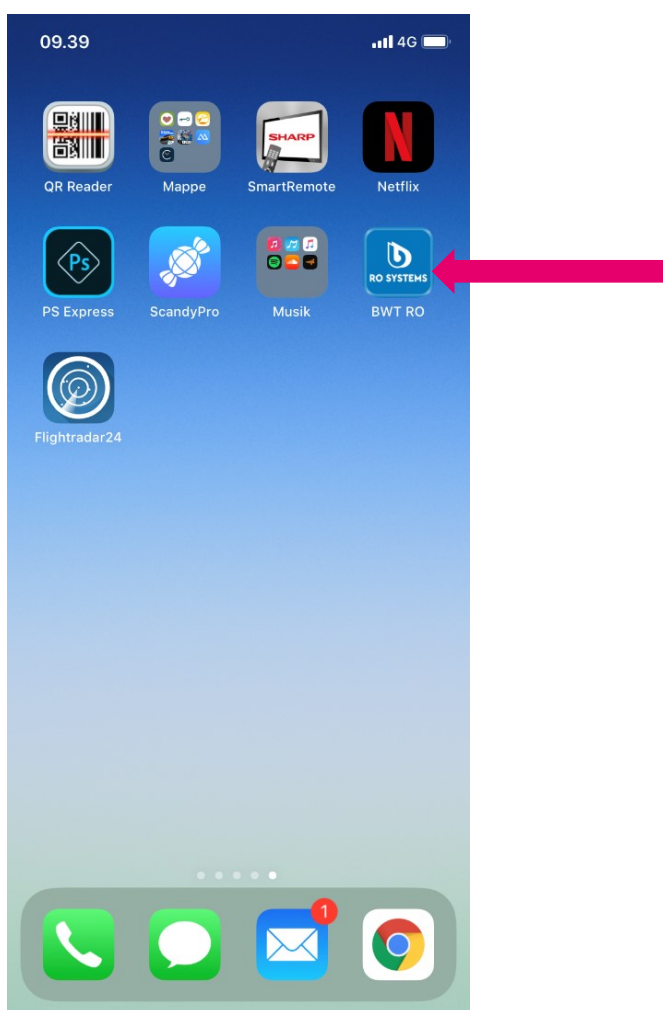 09.39
4G
SHARP
QR Reader
Mappe
SmartRemote
Netflix
Ps
RO SYSTEMS
PS Express
ScandyPro
Musik
BWT RO
Flightradar24
1